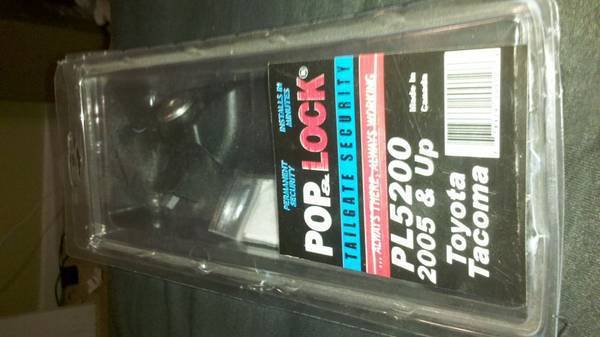 PERMANENT
SECURITY
INSTALLS IN
MINUTES
POP & LOCK®
TAILGATE SECURITY
... ALWAYS THERE, ALWAYS WORKING
PL5200
2005 & Up
Made in
Canada
Toyota
Tacoma